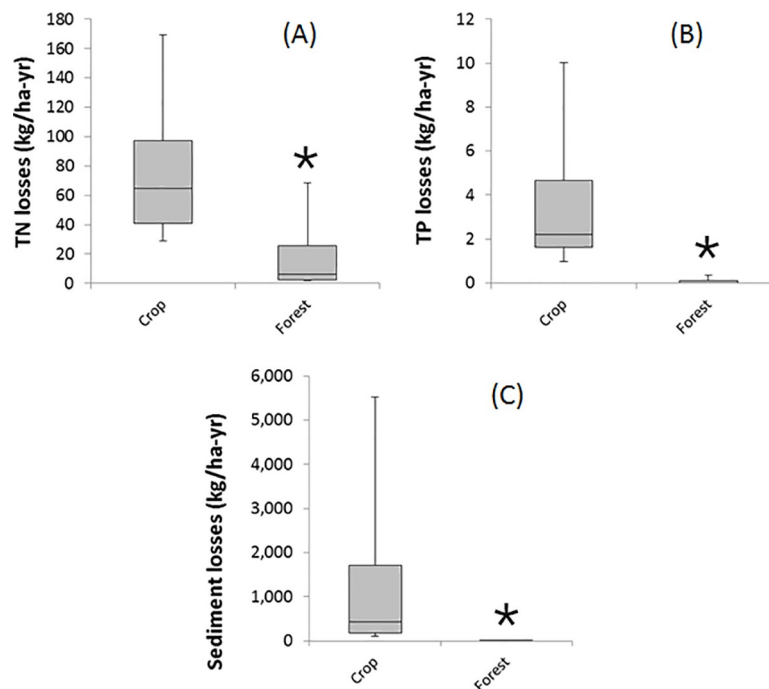 (A)
TN losses (kg/ha-yr)
180
160
140
120
100
80
60
40
20
0
Crop
Forest
(B)
TP losses (kg/ha-yr)
12
10
8
6
4
2
0
Crop
Forest
(C)
Sediment losses (kg/ha-yr)
6,000
5,000
4,000
3,000
2,000
1,000
0
Crop
Forest